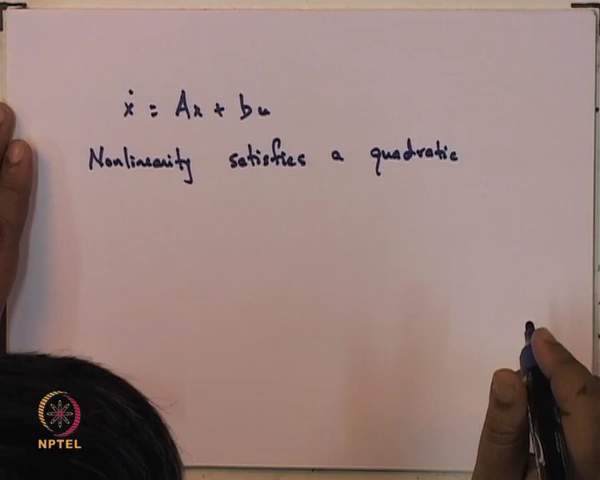 ẋ = Ax + bu
Nonlinearity satisfies a quadratic
NPTEL